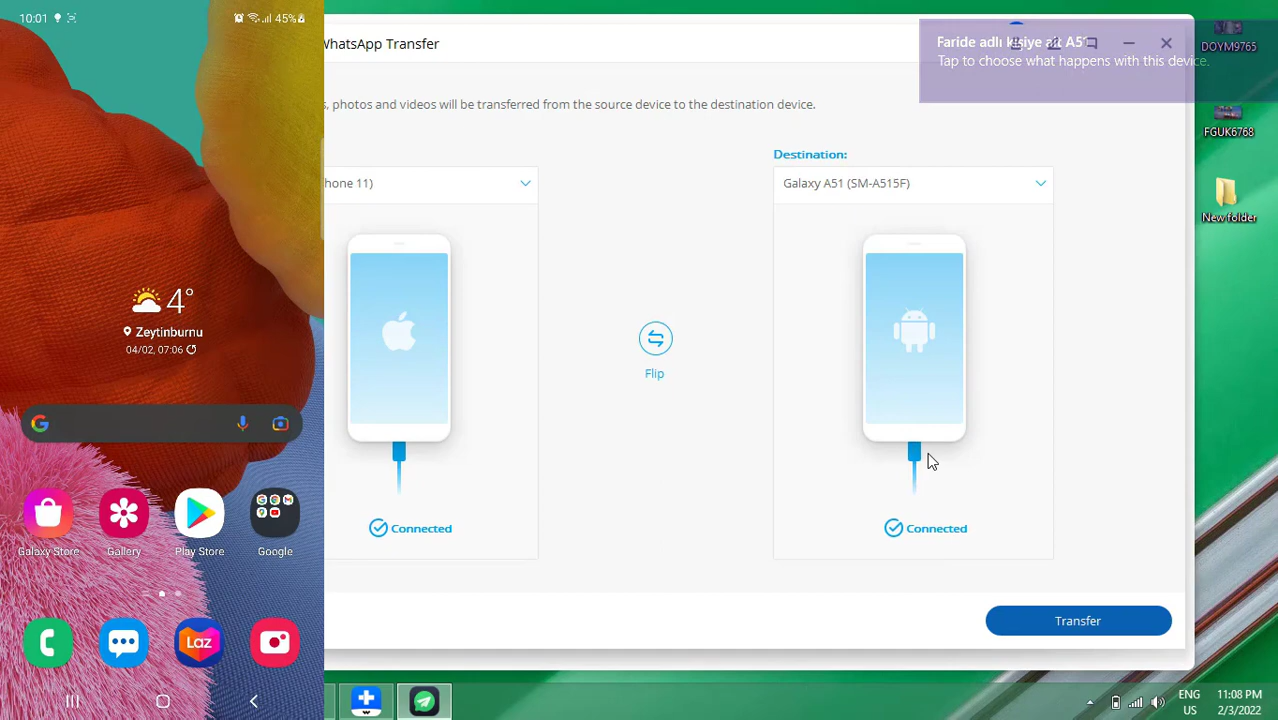 10:01
45%
4°
Zeytinburnu
04/02, 07:06
Galaxy Store
Gallery
Play Store
Google
Laz
WhatsApp Transfer
s, photos and videos will be transferred from the source device to the destination device.
hone 11)
Connected
Flip
Destination:
Galaxy A51 (SM-A515F)
Connected
Transfer
Faride adlı kişiye ait A51
Tap to choose what happens with this device.
DOYM9765
FGUK6768
New folder
ENG
US
11:08 PM
2/3/2022